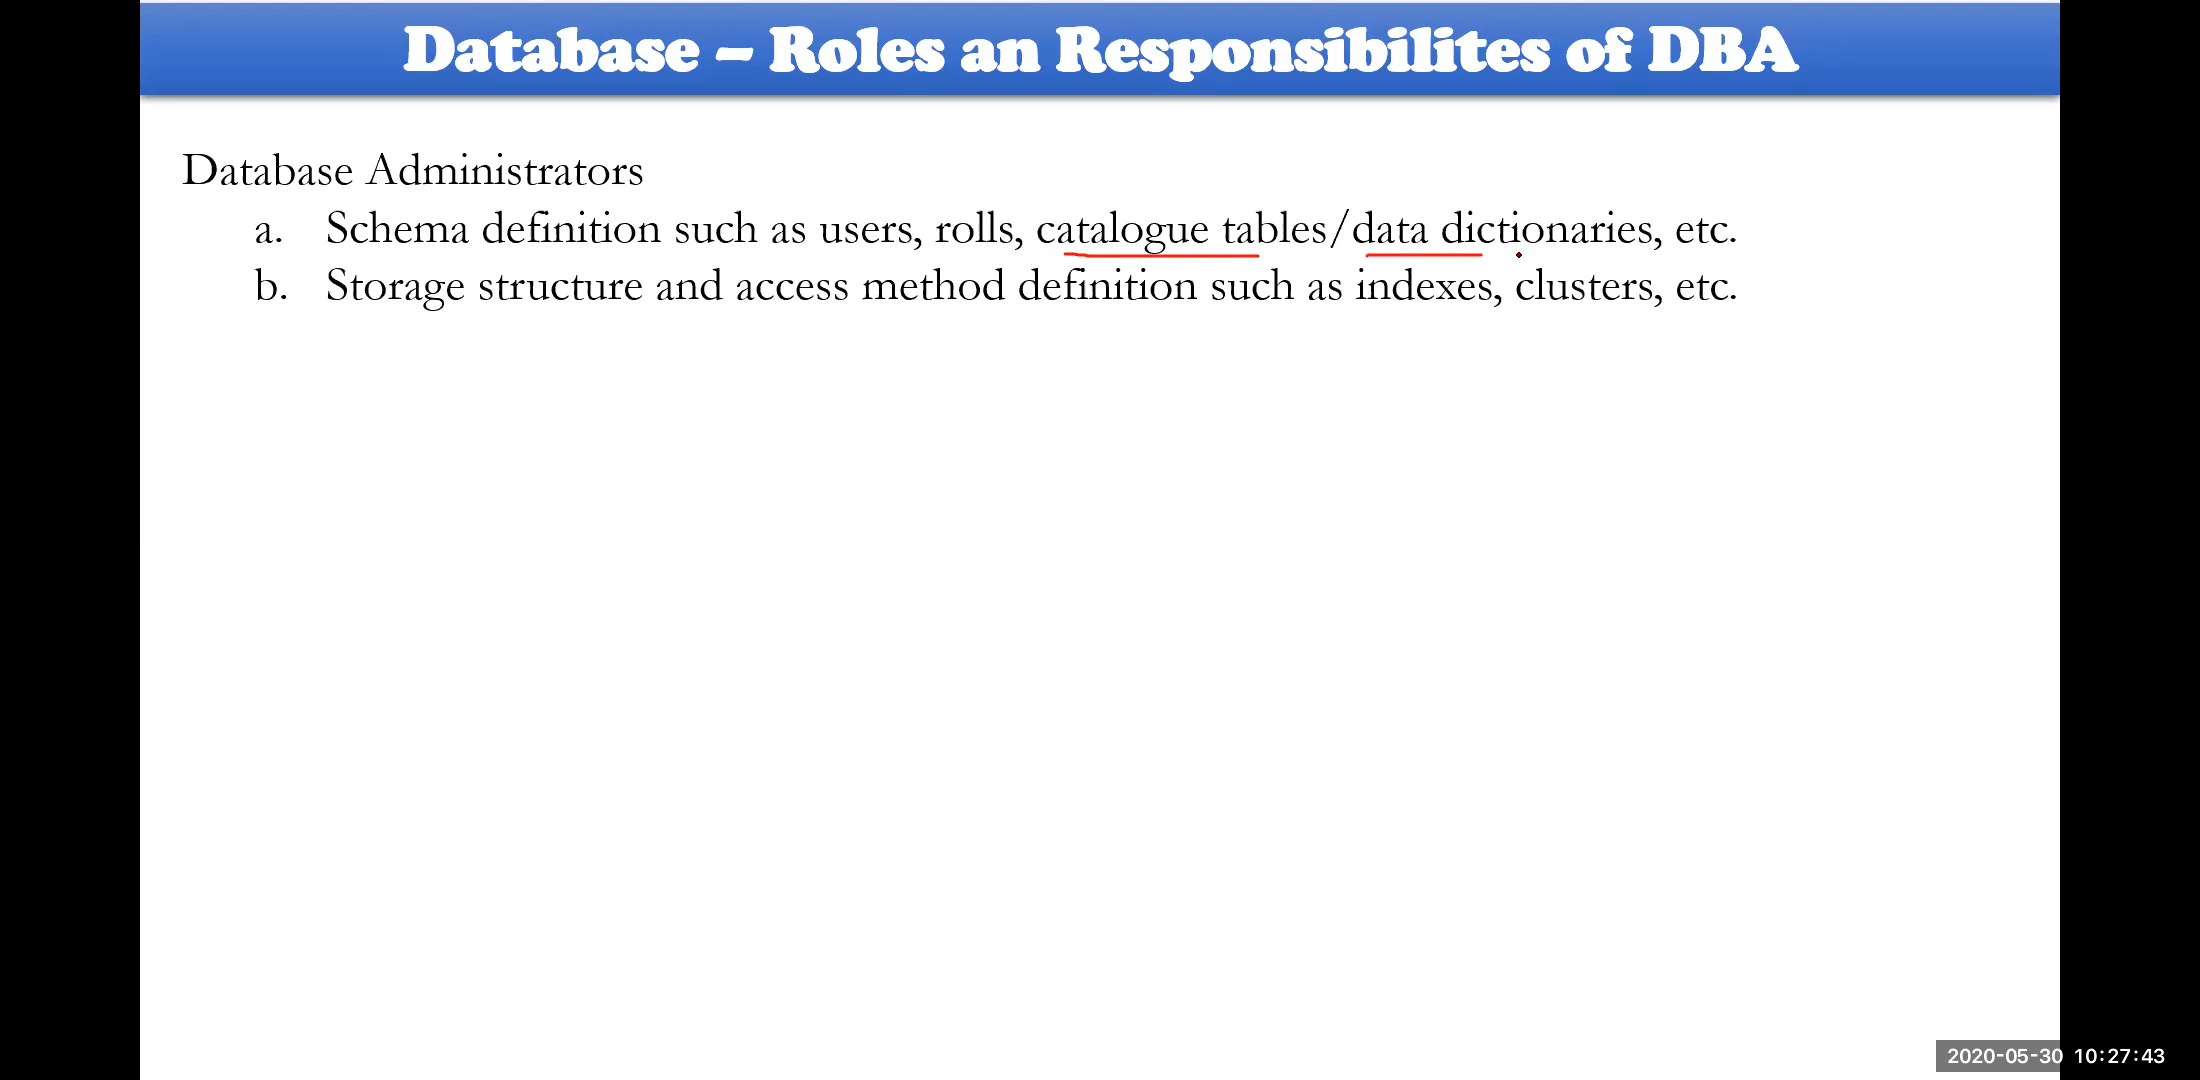 Database – Roles an Responsibilites of DBA
Database Administrators
a. Schema definition such as users, rolls, catalogue tables/data dictionaries, etc.
b. Storage structure and access method definition such as indexes, clusters, etc.
2020-05-30 10:27:43